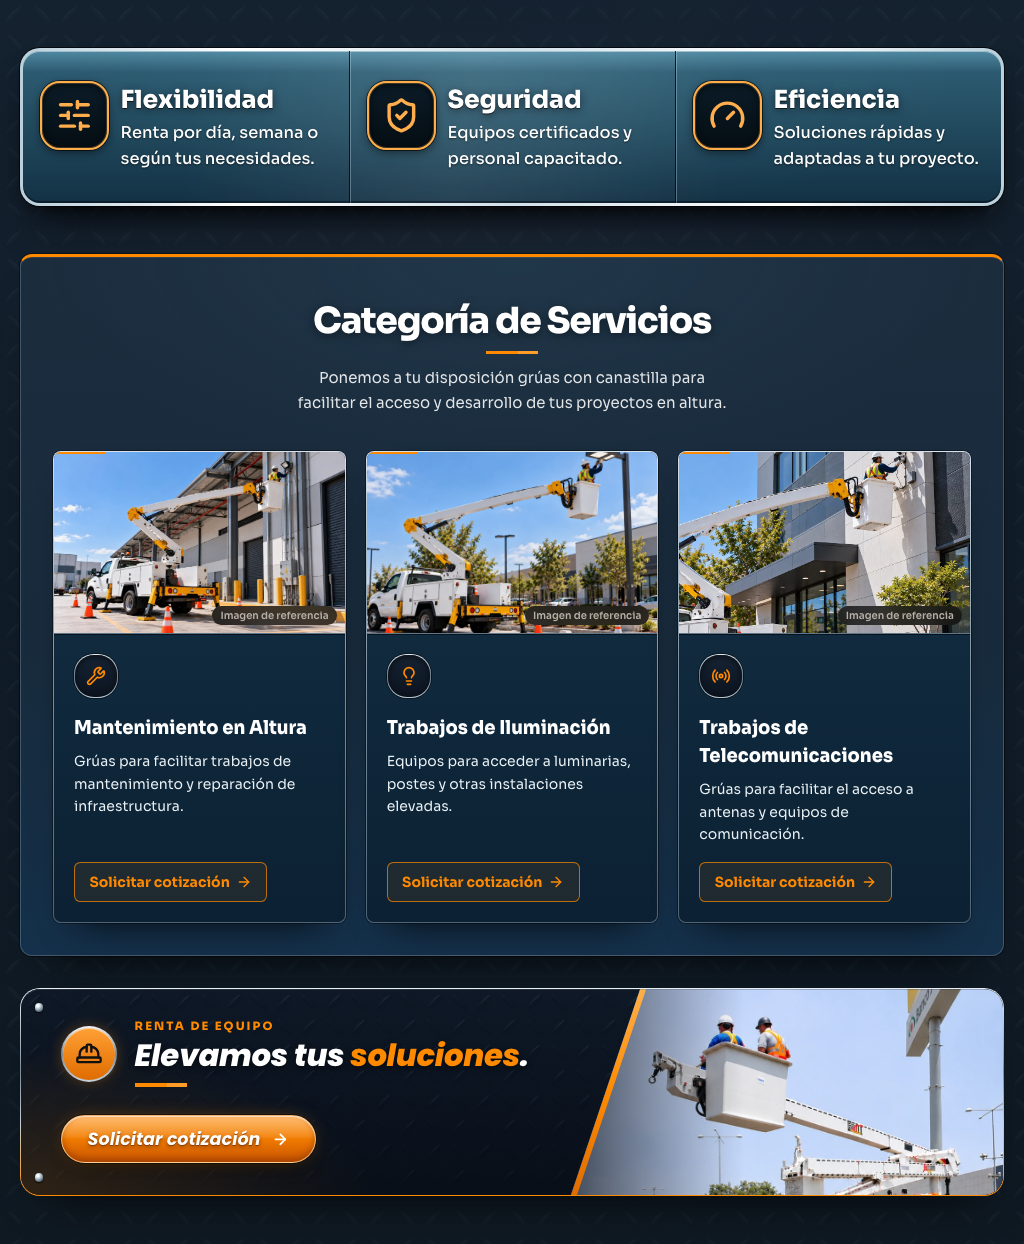 Flexibilidad
Renta por día, semana o
según tus necesidades.
Seguridad
Equipos certificados y
personal capacitado.
Eficiencia
Soluciones rápidas y
adaptadas a tu proyecto.
Categoría de Servicios
Ponemos a tu disposición grúas con canastilla para
facilitar el acceso y desarrollo de tus proyectos en altura.
Imagen de referencia
Mantenimiento en Altura
Grúas para facilitar trabajos de
mantenimiento y reparación de
infraestructura.
Solicitar cotización →
Imagen de referencia
Trabajos de Iluminación
Equipos para acceder a luminarias,
postes y otras instalaciones
elevadas.
Solicitar cotización →
Imagen de referencia
Trabajos de
Telecomunicaciones
Grúas para facilitar el acceso a
antenas y equipos de
comunicación.
Solicitar cotización →
RENTA DE EQUIPO
Elevamos tus soluciones.
Solicitar cotización →